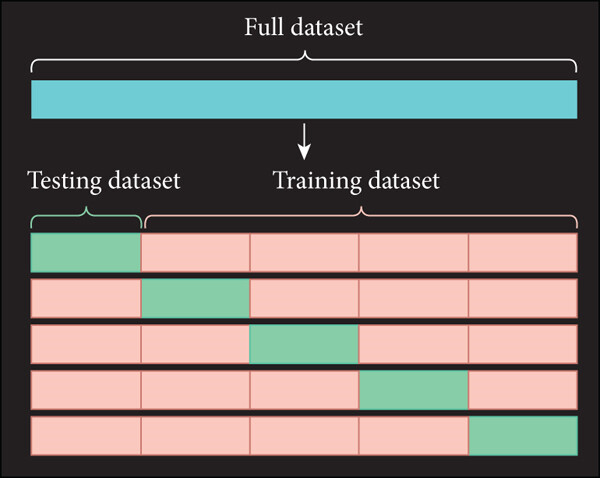 Full dataset
Testing dataset
Training dataset